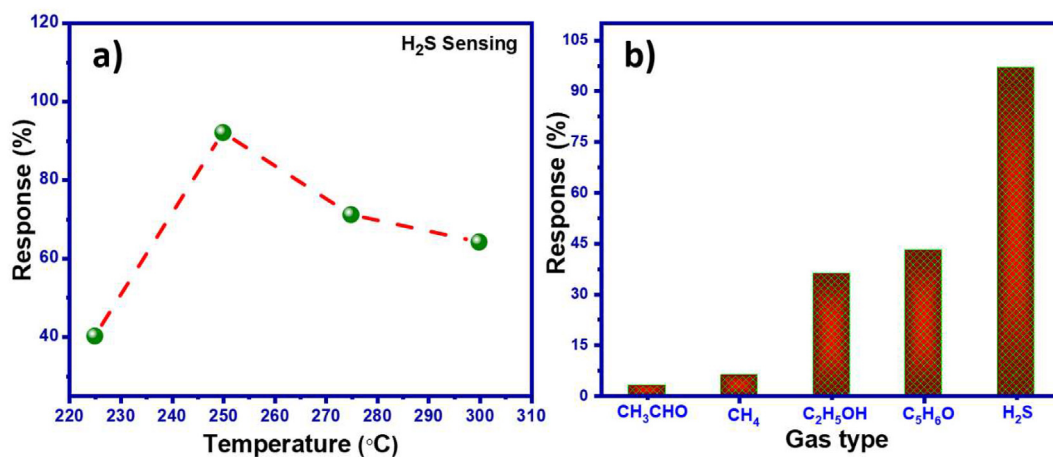 a)
H₂S Sensing
Response (%)
120
100
80
60
40
220 230 240 250 260 270 280 290 300 310
Temperature (°C)
b)
Response (%)
105
90
75
60
45
30
15
0
CH₃CHO CH₄ C₂H₅OH C₅H₆O H₂S
Gas type